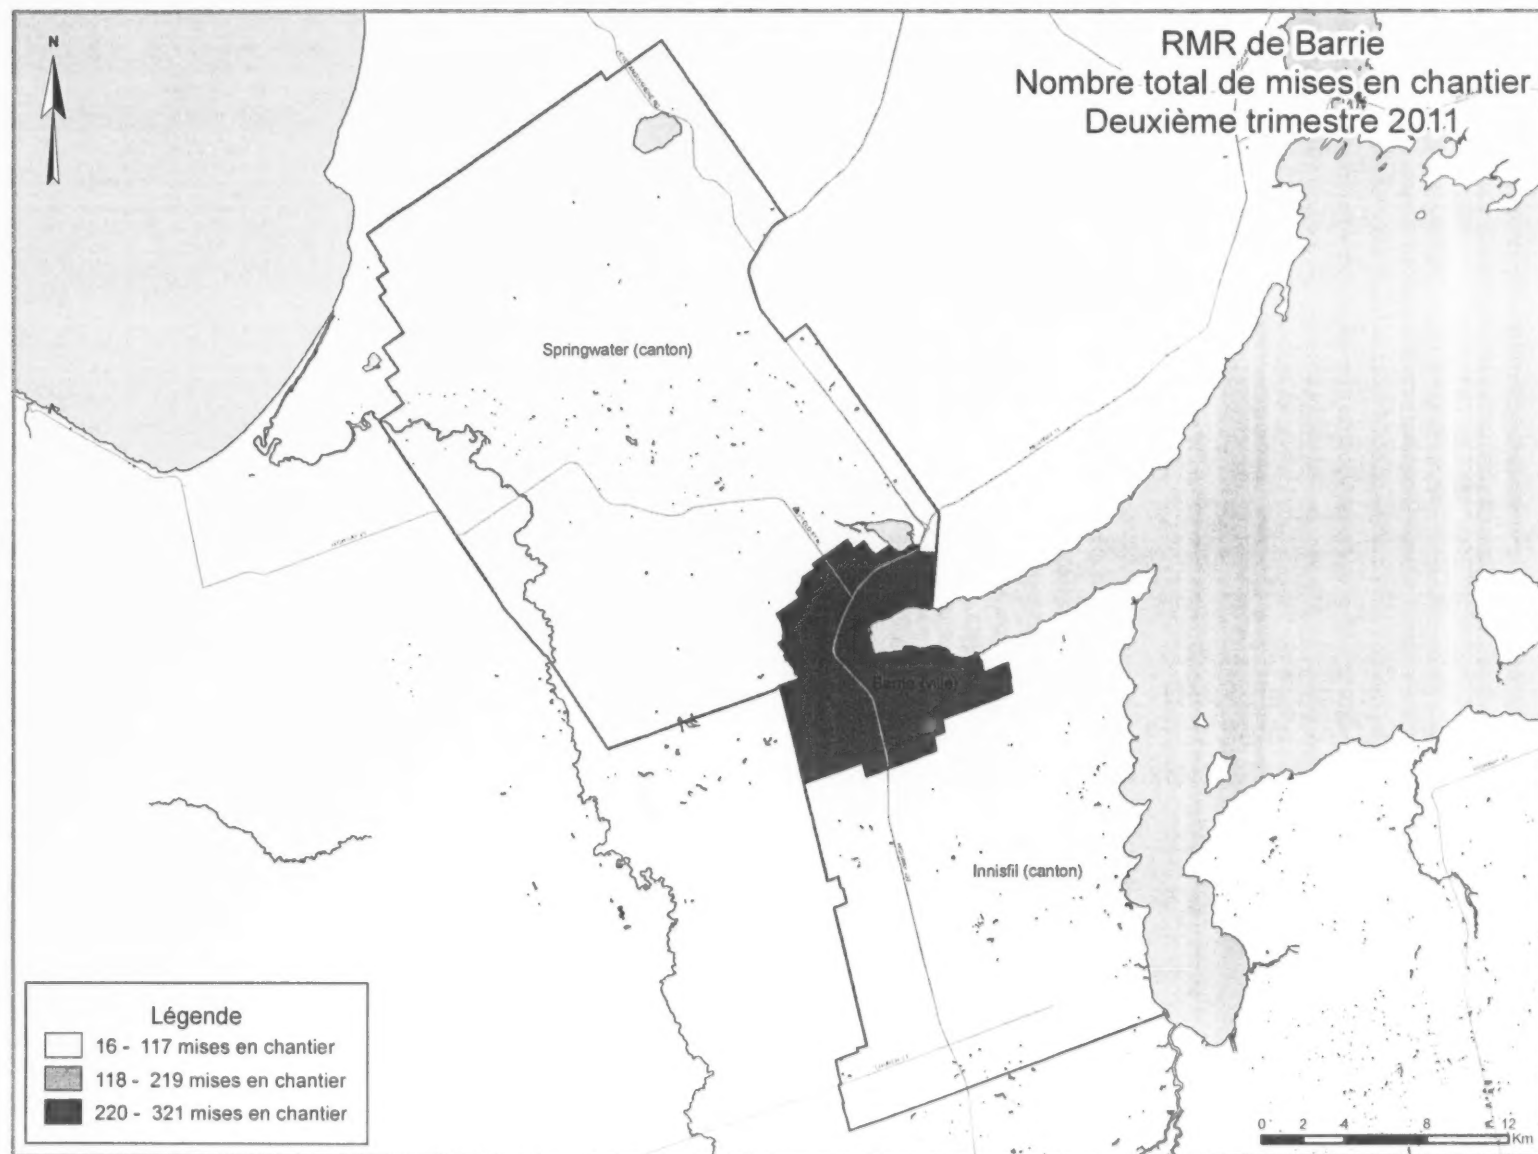 N
RMR de Barrie
Nombre total de mises en chantier
Deuxième trimestre 2011
Springwater (canton)
Barrie (ville)
Innisfil (canton)
Légende
16 - 117 mises en chantier
118 - 219 mises en chantier
220 - 321 mises en chantier
0 2 4 8 12
Km